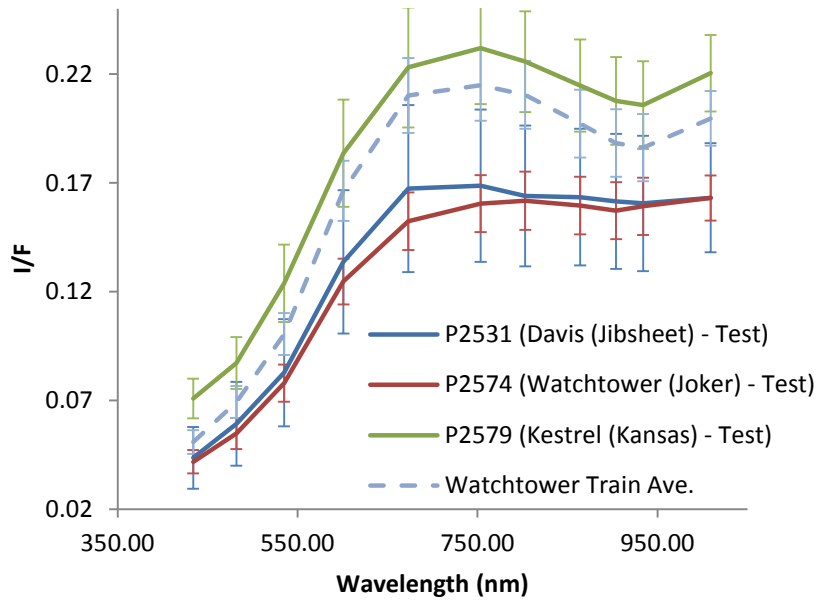 0.22
0.17
0.12
0.07
0.02
I/F
P2531 (Davis (Jibsheet) - Test)
P2574 (Watchtower (Joker) - Test)
P2579 (Kestrel (Kansas) - Test)
Watchtower Train Ave.
350.00 550.00 750.00 950.00
Wavelength (nm)